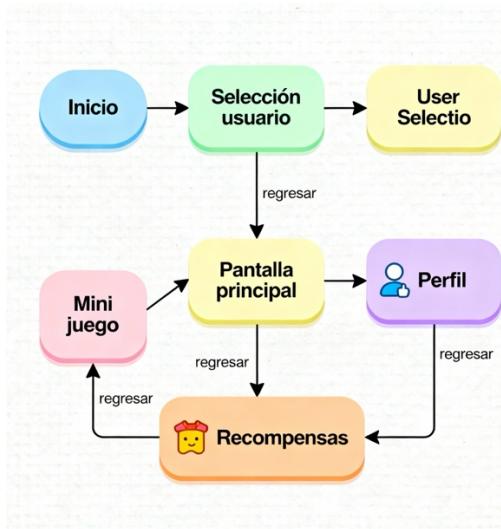 Inicio
Selección
usuario
User
Selectio
regresar
Pantalla
principal
Perfil
Mini
juego
regresar
regresar
regresar
Recompensas